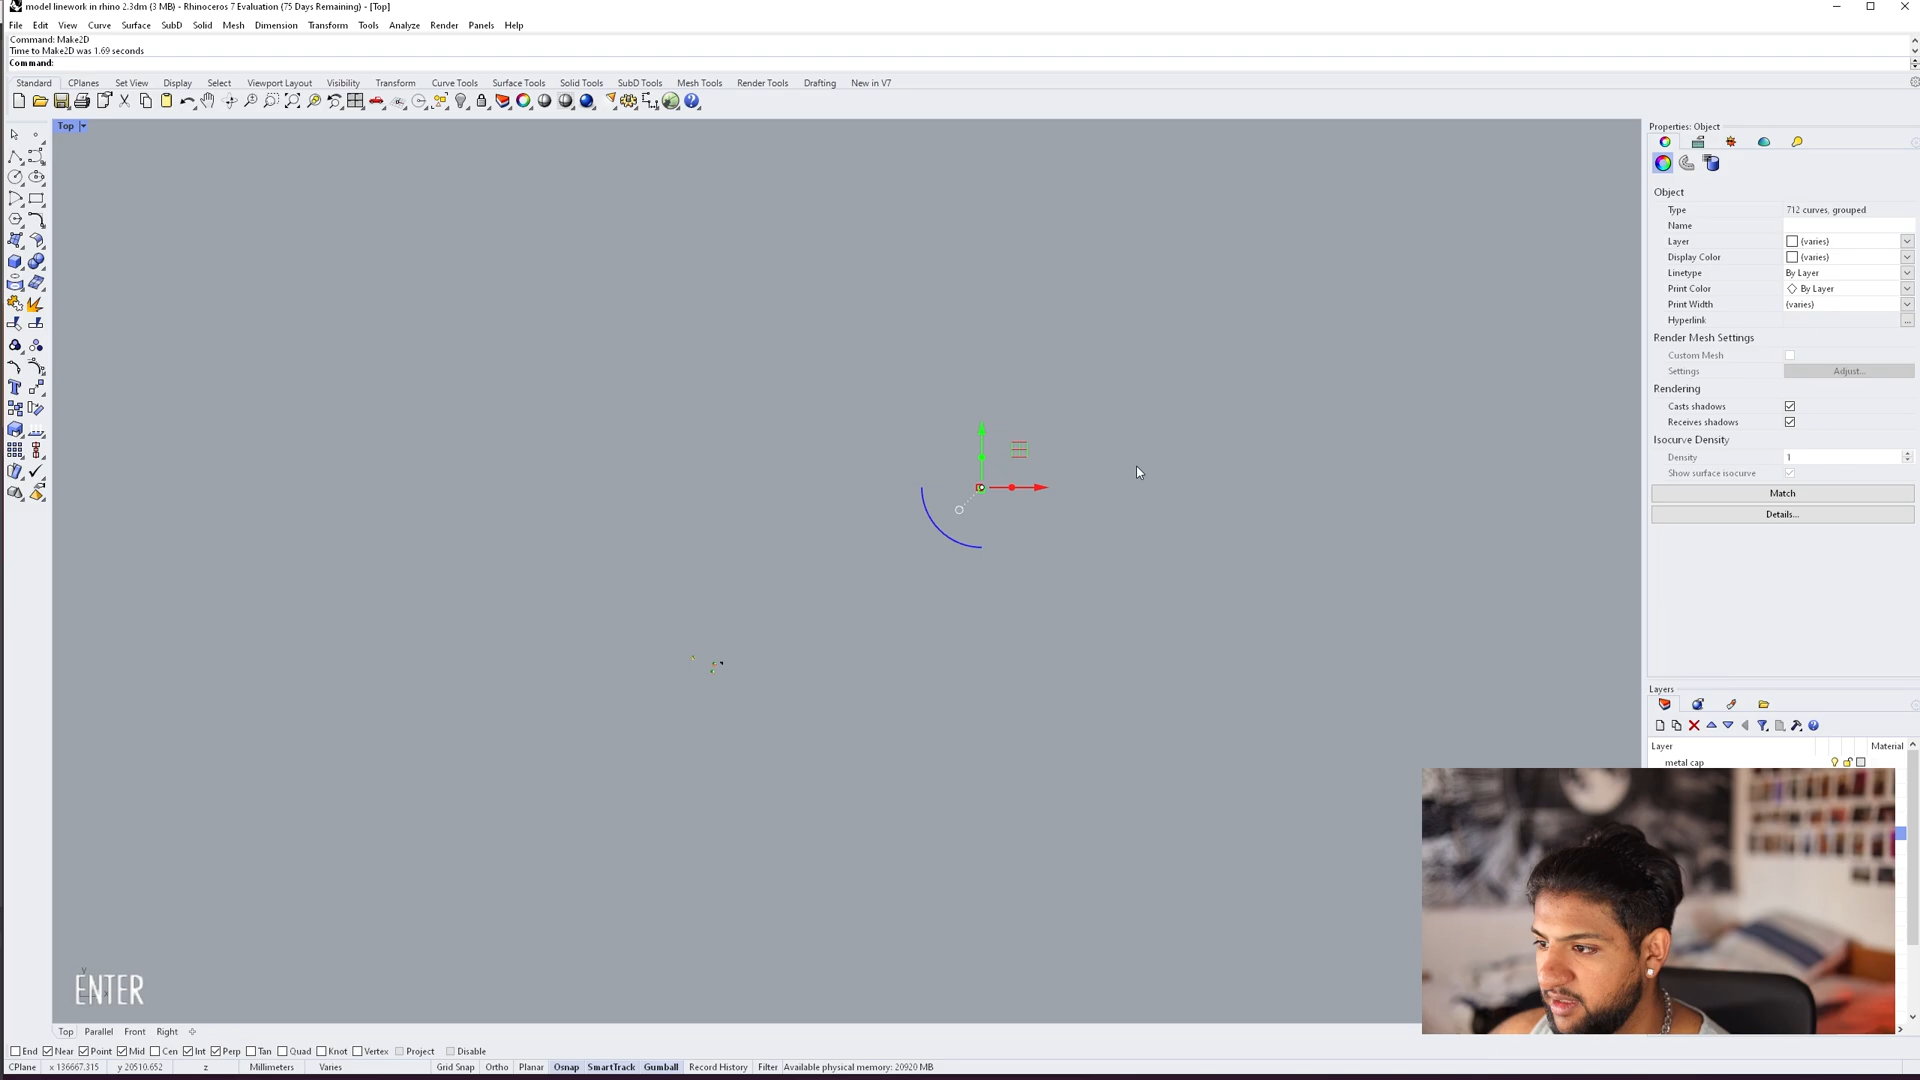 model linework in rhino 2.3dm (3 MB) - Rhinoceros 7 Evaluation (75 Days Remaining) - [Top]
File Edit View Curve Surface SubD Solid Mesh Dimension Transform Tools Analyze Render Panels Help
Command: Make2D
Time to Make2D was 1.69 seconds
Command:
Standard CPlanes Set View Display Select Viewport Layout Visibility Transform Curve Tools Surface Tools Solid Tools SubD Tools Mesh Tools Render Tools Drafting New in V7
Top
Properties: Object
Object
Type 712 curves, grouped
Name
Layer (varies)
Display Color (varies)
Linetype By Layer
Print Color By Layer
Print Width (varies)
Hyperlink ...
Render Mesh Settings
Custom Mesh
Settings Adjust...
Rendering
Casts shadows
Receives shadows
Isocurve Density
Density 1
Show surface isocurve
Match
Details...
Layers
Layer Material
metal cap
y
ENTER
Top Parallel Front Right
End Near Point Mid Cen Int Perp Tan Quad Knot Vertex Project Disable
CPlane x 136667.315 y 20510.652 z Millimeters Varies Grid Snap Ortho Planar Osnap SmartTrack Gumball Record History Filter Available physical memory: 20920 MB